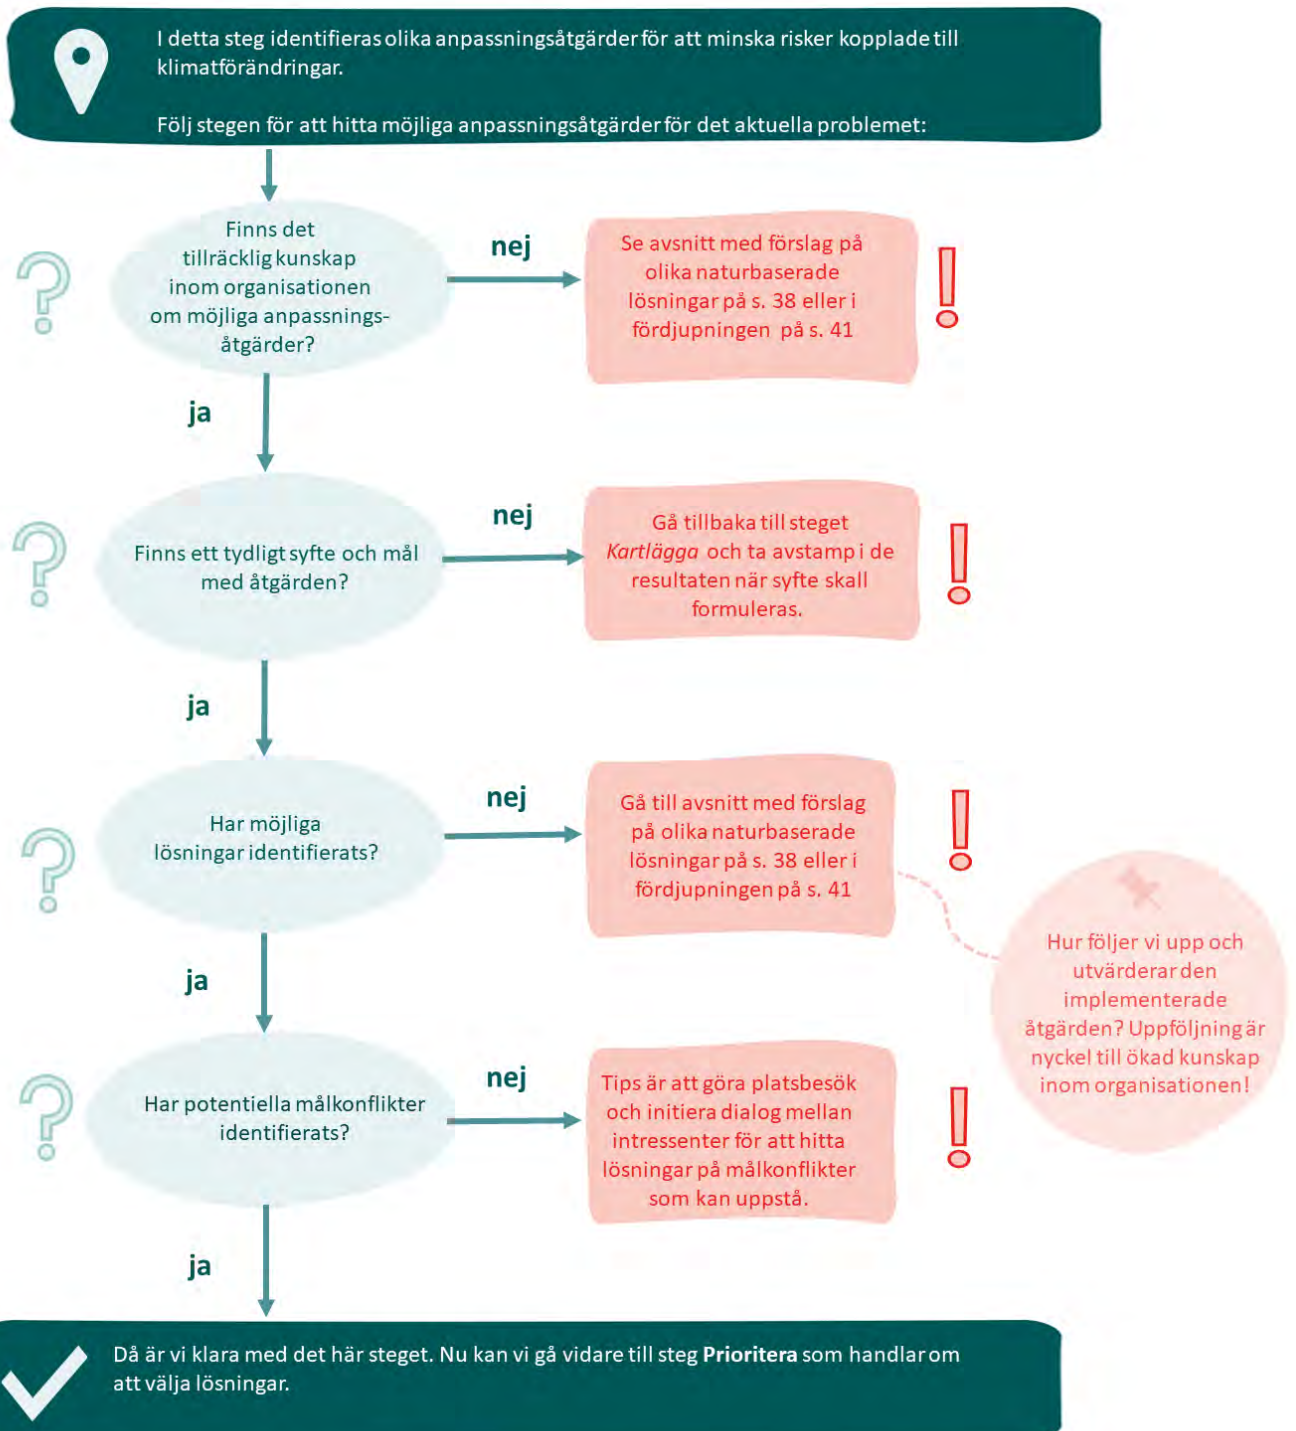 I detta steg identifieras olika anpassningsåtgärder för att minska risker kopplade till
klimatförändringar.
Följ stegen för att hitta möjliga anpassningsåtgärder för det aktuella problemet:
Finns det
tillräcklig kunskap
inom organisationen
om möjliga anpassnings-
åtgärder?
nej
Se avsnitt med förslag på
olika naturbaserade
lösningar på s. 38 eller i
fördjupningen på s. 41
ja
Finns ett tydligt syfte och mål
med åtgärden?
nej
Gå tillbaka till steget
Kartlägga och ta avstamp i de
resultaten när syfte skall
formuleras.
ja
Har möjliga
lösningar identifierats?
nej
Gå till avsnitt med förslag
på olika naturbaserade
lösningar på s. 38 eller i
fördjupningen på s. 41
Hur följer vi upp och
utvärderar den
implementerade
åtgärden? Uppföljning är
nyckel till ökad kunskap
inom organisationen!
ja
Har potentiella målkonflikter
identifierats?
nej
Tips är att göra platsbesök
och initiera dialog mellan
intressenter för att hitta
lösningar på målkonflikter
som kan uppstå.
ja
Då är vi klara med det här steget. Nu kan vi gå vidare till steg Prioritera som handlar om
att välja lösningar.